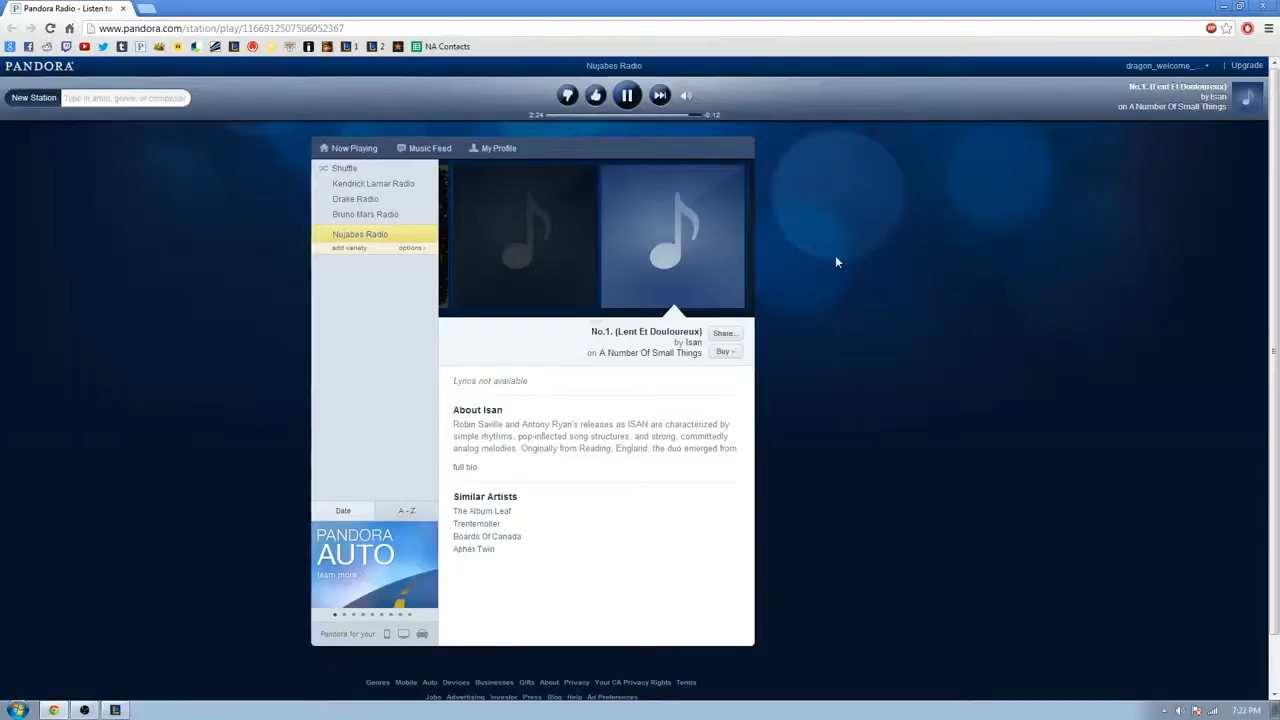 Pandora Radio - Listen to
www.pandora.com/station/play/1166912507506052367
1
2
NA Contacts
PANDORA
Nujabes Radio
dragon_welcome_...
Upgrade
New Station
Type in artist, genre, or composer
2:24
-0:12
No.1. (Lent Et Douloureux)
by Isan
on A Number Of Small Things
Now Playing
Music Feed
My Profile
Shuffle
Kendrick Lamar Radio
Drake Radio
Bruno Mars Radio
Nujabes Radio
add variety
options ›
No.1. (Lent Et Douloureux)
by Isan
on A Number Of Small Things
Share...
Buy
Lyrics not available
About Isan
Robin Saville and Antony Ryan's releases as ISAN are characterized by
simple rhythms, pop-inflected song structures, and strong, committedly
analog melodies. Originally from Reading, England, the duo emerged from
full bio
Similar Artists
The Album Leaf
Trentemoller
Boards Of Canada
Aphex Twin
Date
A - Z
PANDORA
AUTO
learn more
Pandora for your
Genres Mobile Auto Devices Businesses Gifts About Privacy Your CA Privacy Rights Terms
Jobs Advertising Investor Press Blog Help Ad Preferences
7:22 PM